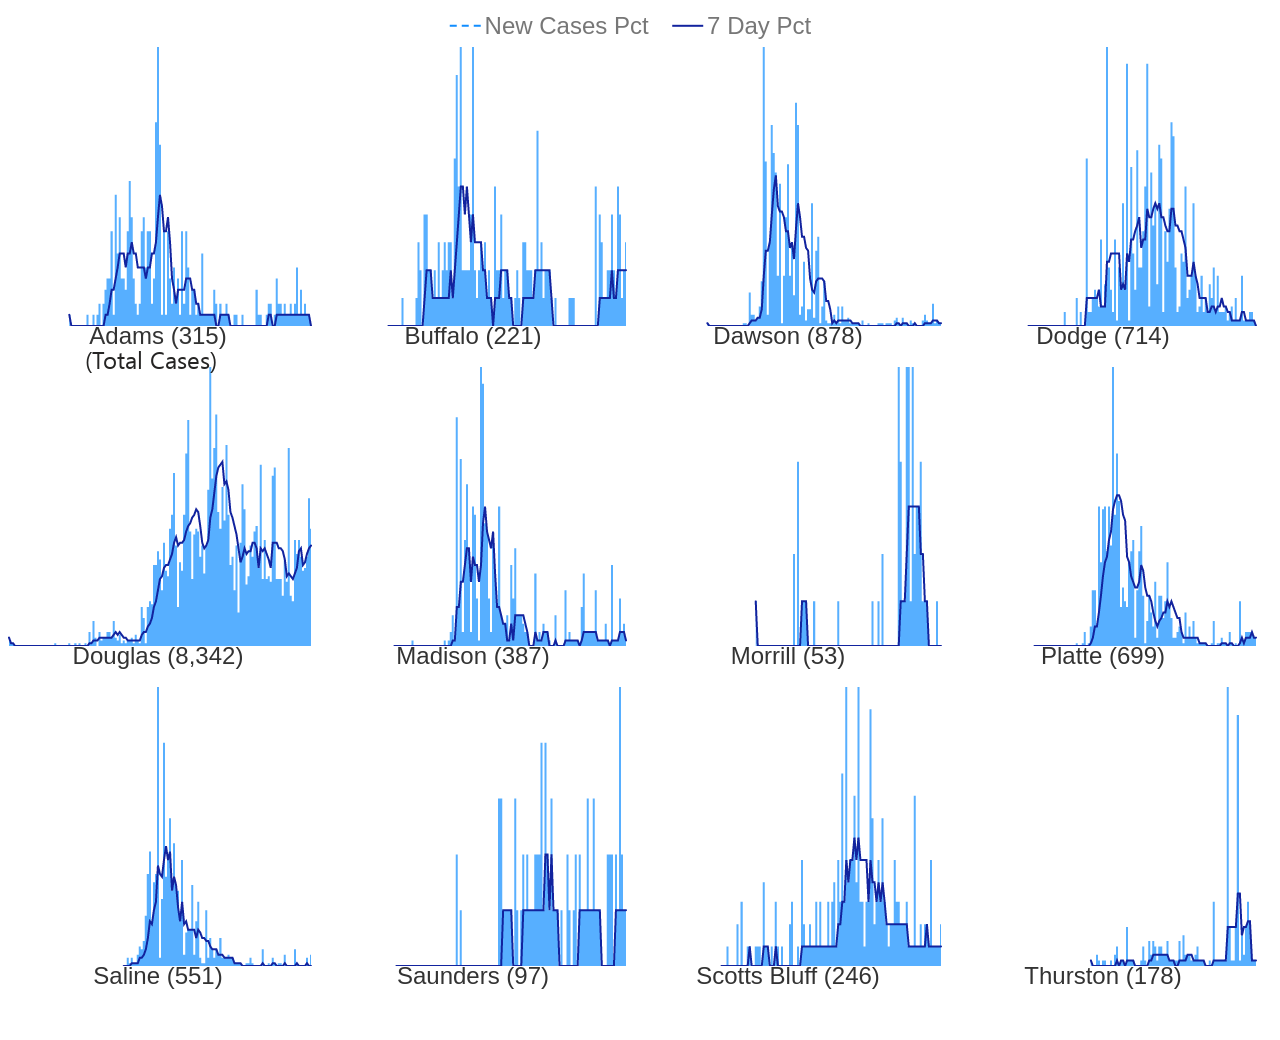 New Cases Pct 7 Day Pct
Adams (315) Buffalo (221) Dawson (878) Dodge (714)
(Total Cases)
Douglas (8,342) Madison (387) Morrill (53) Platte (699)
Saline (551) Saunders (97) Scotts Bluff (246) Thurston (178)